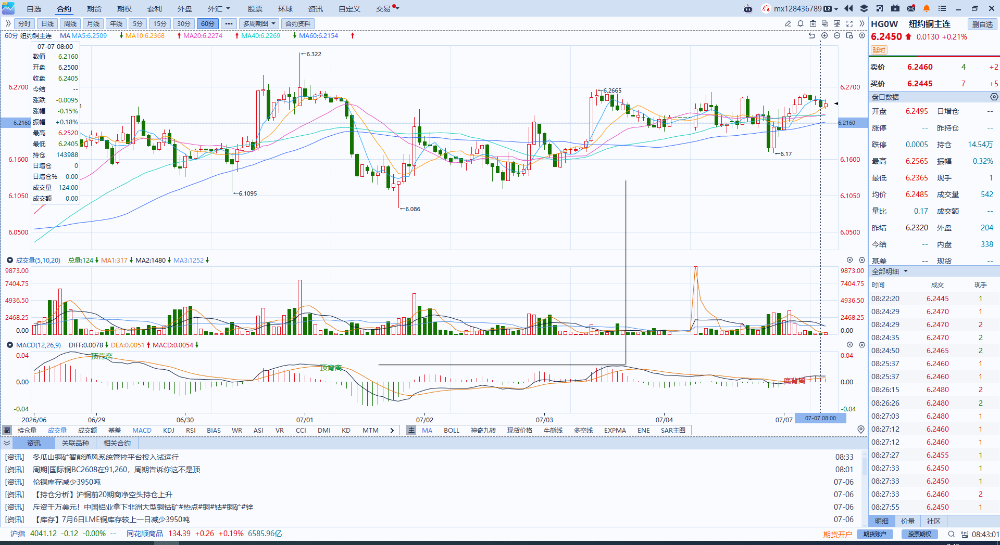 自选 合约 期货 期权 套利 外盘 外汇 股票 环球 资讯 自定义 交易 mx128436789 L2
分时 日线 周线 月线 年线 5分 15分 30分 60分 ••• 多周期图 合约资料
60分 纽约铜主连 MA MA5:6.2509 MA10:6.2368 MA20:6.2274 MA40:6.2269 MA60:6.2154
07-07 08:00
数值 6.2160
开盘 6.2500
收盘 6.2405
今结 --
涨跌 -0.0095
涨幅 -0.15%
振幅 +0.18%
最高 6.2520
最低 6.2405
持仓 143988
日增仓 0
日增仓% 0.00
成交量 124.00
成交额 0.00
6.2700
6.2160
6.1600
6.1050
6.0500
6.322
6.1095
6.086
6.2665
6.17
6.2700
6.2160
6.1600
6.1050
6.0500
成交量(5,10,20) 总量:124 MA1:317 MA2:1480 MA3:1252
9873.00 9873.00
7404.75 7404.75
4936.50 4936.50
2468.25 2468.25
0.00 0.00
MACD(12,26,9) DIFF:0.0078 DEA:0.0051 MACD:0.0054
0.04 顶背离 顶背离 0.04
0.00 底背离 0.00
-0.04 -0.04
2026/06 06/29 06/30 07/01 07/02 07/03 07/04 07/07 07-07 08:00
副 持仓量 成交量 成交额 基差 MACD KDJ RSI BIAS WR ASI VR CCI DMI KD MTM 主 MA BOLL 神奇九转 现货价格 牛能线 多空线 EXPMA ENE SAR主图
资讯 关联品种 相关合约
[资讯] 冬瓜山铜矿智能通风系统管控平台投入试运行 08:33
[资讯] 周期|国际铜BC2608在91,260，周期告诉你这不是顶 08:01
[资讯] 伦铜库存减少3950吨 07-06
[资讯] 【持仓分析】沪铜前20期商净空头持仓上升 07-06
[资讯] 斥资千万美元！中国铝业拿下非洲大型铜钴矿#热点#铜#钴#铜矿#锌 07-06
[资讯] 【库存】7月6日LME铜库存较上一日减少3950吨 07-06
HG0W 纽约铜主连 删自选
6.2450 0.0130 +0.21%
延时
卖价 6.2460 4 +2
买价 6.2445 7 +5
盘口数据
开盘 6.2495 日增仓 --
涨停 -- 昨持仓 --
跌停 0.0005 持仓 14.54万
最高 6.2565 振幅 0.32%
最低 6.2365 现手 1
均价 6.2485 成交量 542
量比 0.17 成交额 --
昨结 6.2320 外盘 204
今结 -- 内盘 338
基差 -- 现货 --
全部明细
时间 成交 现手
08:22:20 6.2445 1
08:24:29 6.2470 1
08:24:29 6.2470 2
08:24:35 6.2470 2
08:24:50 6.2465 2
08:25:37 6.2460 1
08:25:37 6.2460 1
08:26:15 6.2480 2
08:26:26 6.2480 2
08:27:03 6.2480 1
08:27:12 6.2460 1
08:27:12 6.2460 1
08:27:27 6.2455 1
08:27:33 6.2450 1
08:27:33 6.2450 1
08:27:33 6.2460 2
08:27:55 6.2450 1
明细 价量 社区
沪指 4041.12 -0.12 -0.00% -- 同花顺商品 134.39 +0.26 +0.19% 6585.96亿 期货开户 期货账户 股票期权 08:43:01